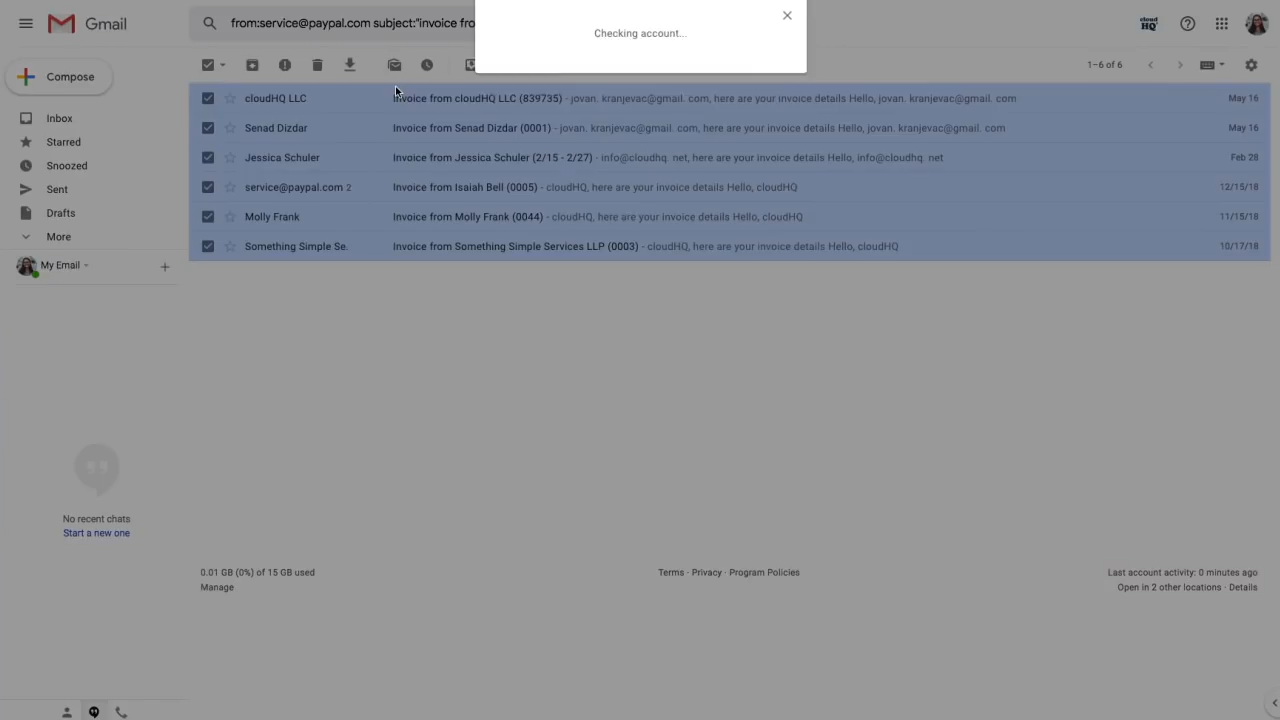 Gmail
from:service@paypal.com subject:"invoice fro
Checking account...
cloud
HQ
1–6 of 6
Compose
Inbox
Starred
Snoozed
Sent
Drafts
More
My Email
cloudHQ LLC Invoice from cloudHQ LLC (839735) - jovan. kranjevac@gmail. com, here are your invoice details Hello, jovan. kranjevac@gmail. com May 16
Senad Dizdar Invoice from Senad Dizdar (0001) - jovan. kranjevac@gmail. com, here are your invoice details Hello, jovan. kranjevac@gmail. com May 16
Jessica Schuler Invoice from Jessica Schuler (2/15 - 2/27) - info@cloudhq. net, here are your invoice details Hello, info@cloudhq. net Feb 28
service@paypal.com 2 Invoice from Isaiah Bell (0005) - cloudHQ, here are your invoice details Hello, cloudHQ 12/15/18
Molly Frank Invoice from Molly Frank (0044) - cloudHQ, here are your invoice details Hello, cloudHQ 11/15/18
Something Simple Se. Invoice from Something Simple Services LLP (0003) - cloudHQ, here are your invoice details Hello, cloudHQ 10/17/18
No recent chats
Start a new one
0.01 GB (0%) of 15 GB used
Manage
Terms · Privacy · Program Policies
Last account activity: 0 minutes ago
Open in 2 other locations · Details